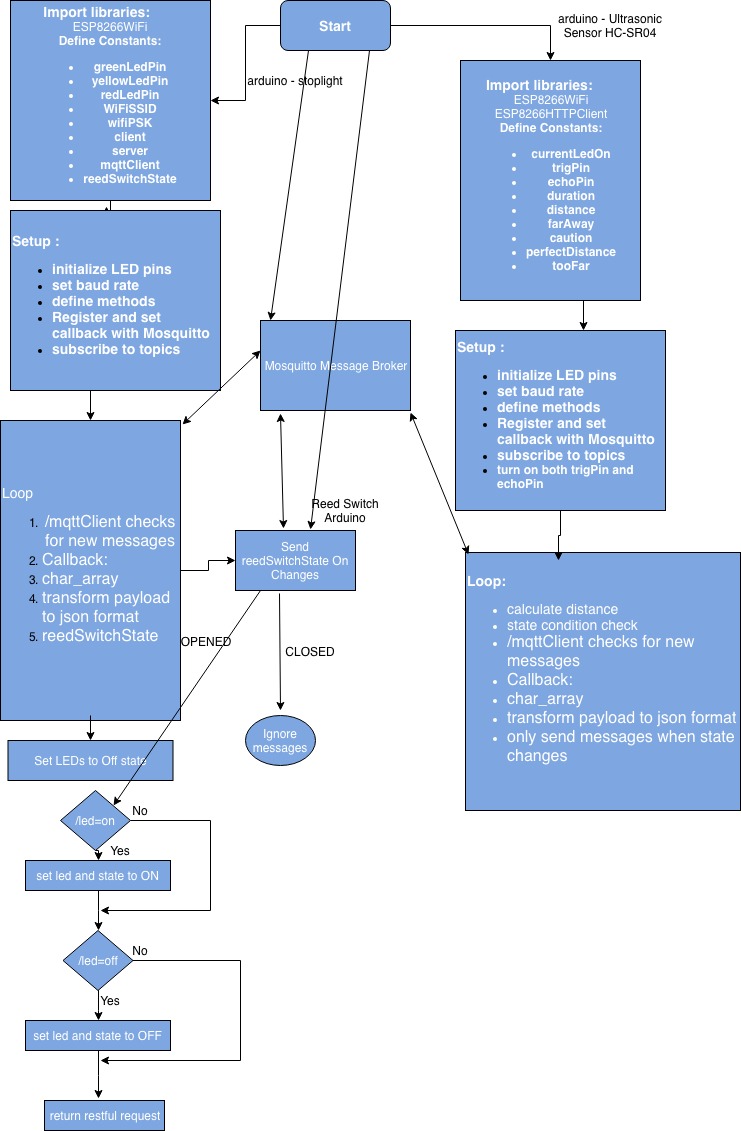 Start
arduino - Ultrasonic
Sensor HC-SR04
arduino - stoplight
Import libraries:
ESP8266WiFi
Define Constants:
greenLedPin
yellowLedPin
redLedPin
WiFiSSID
wifiPSK
client
server
mqttClient
reedSwitchState
Setup :
initialize LED pins
set baud rate
define methods
Register and set
callback with Mosquitto
subscribe to topics
Loop
1. /mqttClient checks
for new messages
2. Callback:
3. char_array
4. transform payload
to json format
5. reedSwitchState
Set LEDs to Off state
/led=on
No
Yes
set led and state to ON
/led=off
No
Yes
set led and state to OFF
return restful request
Mosquitto Message Broker
Reed Switch
Arduino
Send
reedSwitchState On
Changes
OPENED
CLOSED
Ignore
messages
Import libraries:
ESP8266WiFi
ESP8266HTTPClient
Define Constants:
currentLedOn
trigPin
echoPin
duration
distance
farAway
caution
perfectDistance
tooFar
Setup :
initialize LED pins
set baud rate
define methods
Register and set
callback with Mosquitto
subscribe to topics
turn on both trigPin and
echoPin
Loop:
calculate distance
state condition check
/mqttClient checks for new
messages
Callback:
char_array
transform payload to json format
only send messages when state
changes